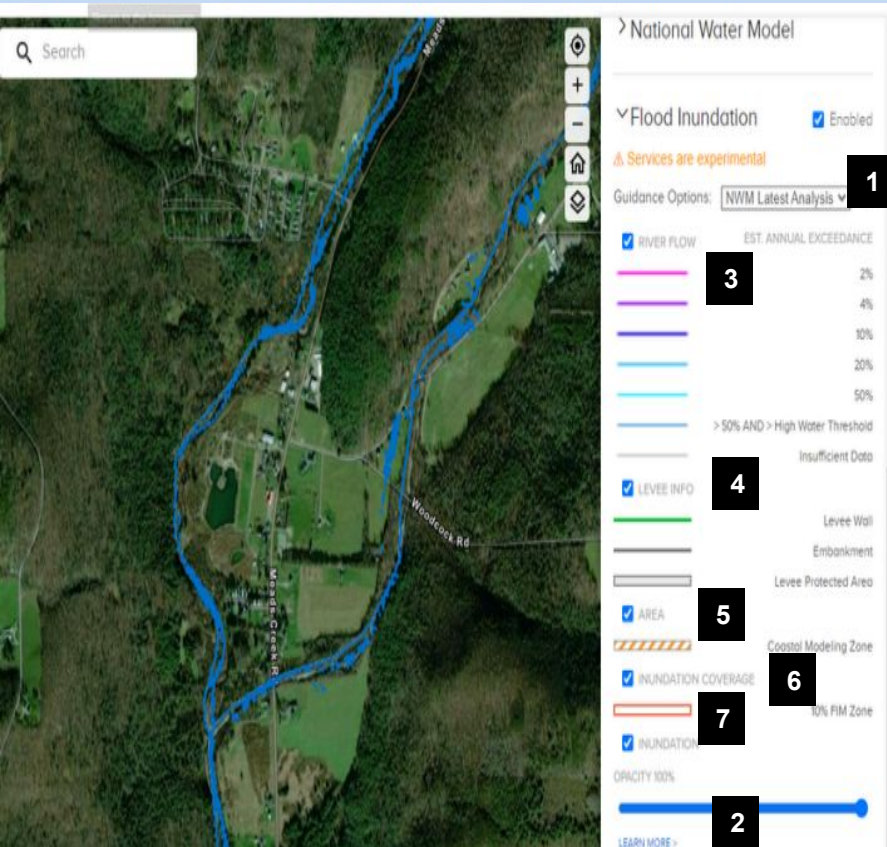 Search
Meads
Woodcock Rd
Meads Creek R
National Water Model
Flood Inundation
Enabled
⚠ Services are experimental
1
Guidance Options: NWM Latest Analysis
RIVER FLOW EST. ANNUAL EXCEEDANCE
3
2%
4%
10%
20%
50%
> 50% AND > High Water Threshold
Insufficient Data
4
LEVEE INFO
Levee Wall
Embankment
Levee Protected Area
5
AREA
Coastal Modeling Zone
6
INUNDATION COVERAGE
7
10% FIM Zone
INUNDATION
OPACITY 100%
2
LEARN MORE >